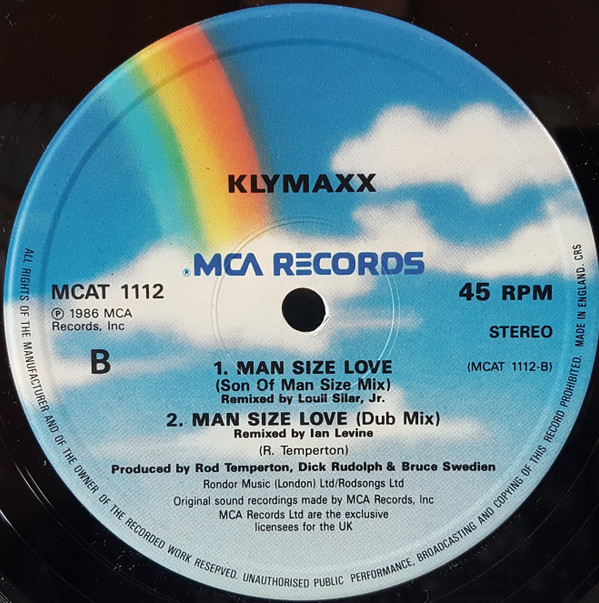 KLYMAXX
® MCA RECORDS
MCAT 1112
℗ 1986 MCA
Records, Inc
B
45 RPM
STEREO
(MCAT 1112-B)
1. MAN SIZE LOVE
(Son Of Man Size Mix)
Remixed by Louil Silar, Jr.
2. MAN SIZE LOVE (Dub Mix)
Remixed by Ian Levine
(R. Temperton)
Produced by Rod Temperton, Dick Rudolph & Bruce Swedien
Rondor Music (London) Ltd/Rodsongs Ltd
Original sound recordings made by MCA Records, Inc
MCA Records Ltd are the exclusive
licensees for the UK
ALL RIGHTS OF THE MANUFACTURER AND OF THE OWNER OF THE RECORDED WORK RESERVED. UNAUTHORISED PUBLIC PERFORMANCE, BROADCASTING AND COPYING OF THIS RECORD PROHIBITED. MADE IN ENGLAND. CRS